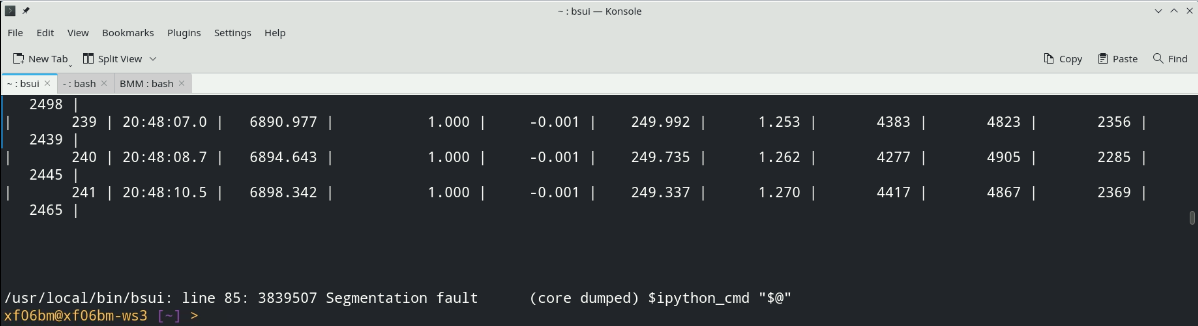 ~ : bsui — Konsole
File Edit View Bookmarks Plugins Settings Help
New Tab Split View Copy Paste Find
~ : bsui - : bash BMM : bash
2498 |
| 239 | 20:48:07.0 | 6890.977 | 1.000 | -0.001 | 249.992 | 1.253 | 4383 | 4823 | 2356 |
2439 |
| 240 | 20:48:08.7 | 6894.643 | 1.000 | -0.001 | 249.735 | 1.262 | 4277 | 4905 | 2285 |
2445 |
| 241 | 20:48:10.5 | 6898.342 | 1.000 | -0.001 | 249.337 | 1.270 | 4417 | 4867 | 2369 |
2465 |
/usr/local/bin/bsui: line 85: 3839507 Segmentation fault (core dumped) $ipython_cmd "$@"
xf06bm@xf06bm-ws3 [~] >